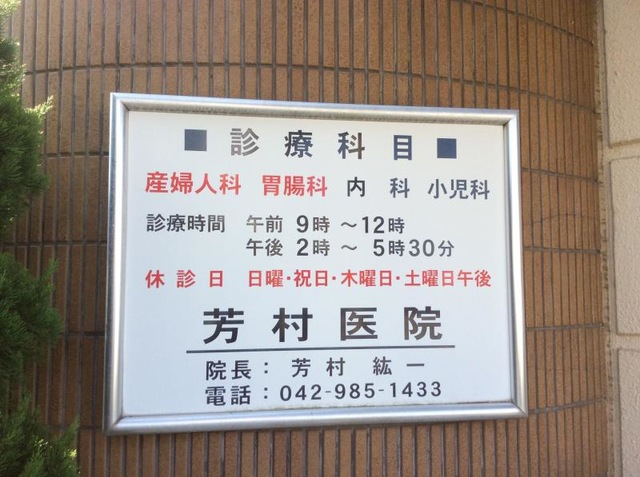 ■ 診療科目 ■
産婦人科 胃腸科 内科 小児科
診療時間 午前 9時 ～12時
午後 2時 ～ 5時30分
休診日 日曜・祝日・木曜日・土曜日午後
芳村医院
院長： 芳村 紘一
電話：042-985-1433